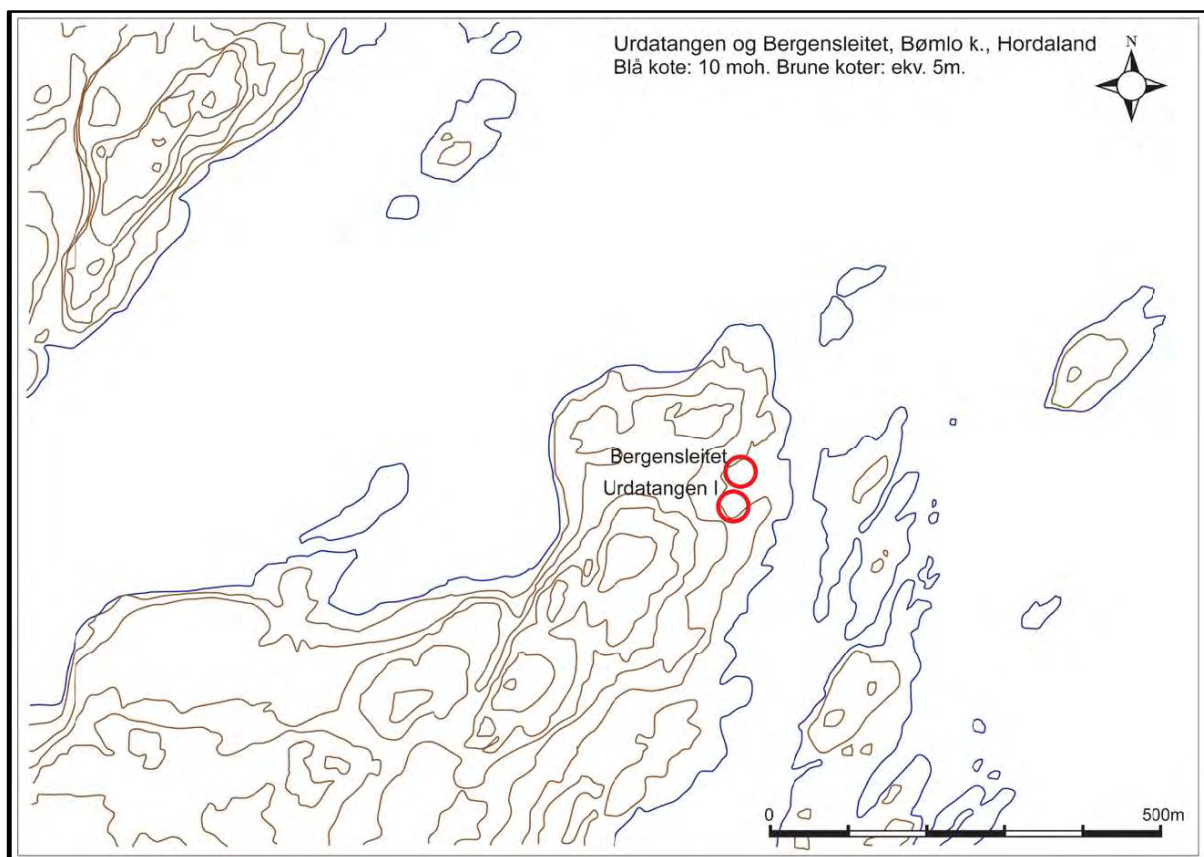 Urdatangen og Bergensleitet, Bømlo k., Hordaland
Blå kote: 10 moh. Brune koter: ekv. 5m.
N
Bergensleitet
Urdatangen I
0
500m